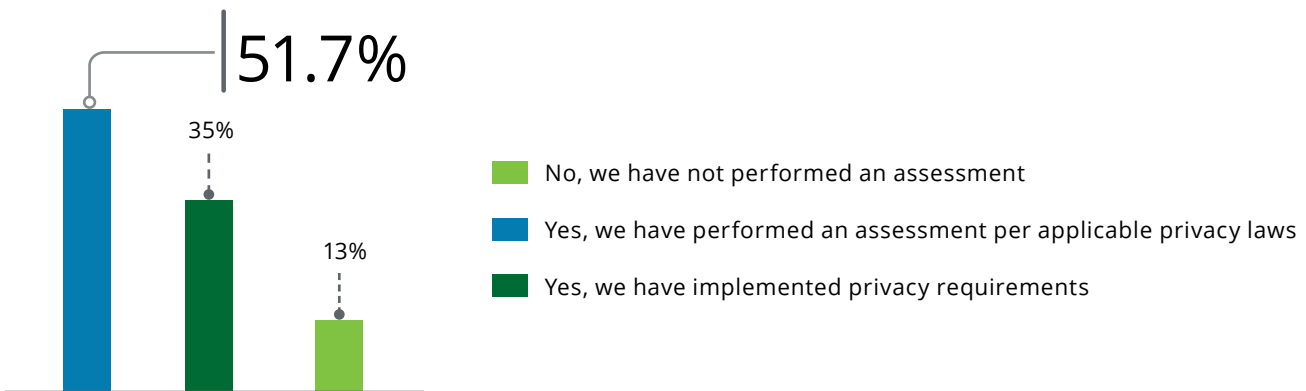 51.7%
35%
13%
No, we have not performed an assessment
Yes, we have performed an assessment per applicable privacy laws
Yes, we have implemented privacy requirements